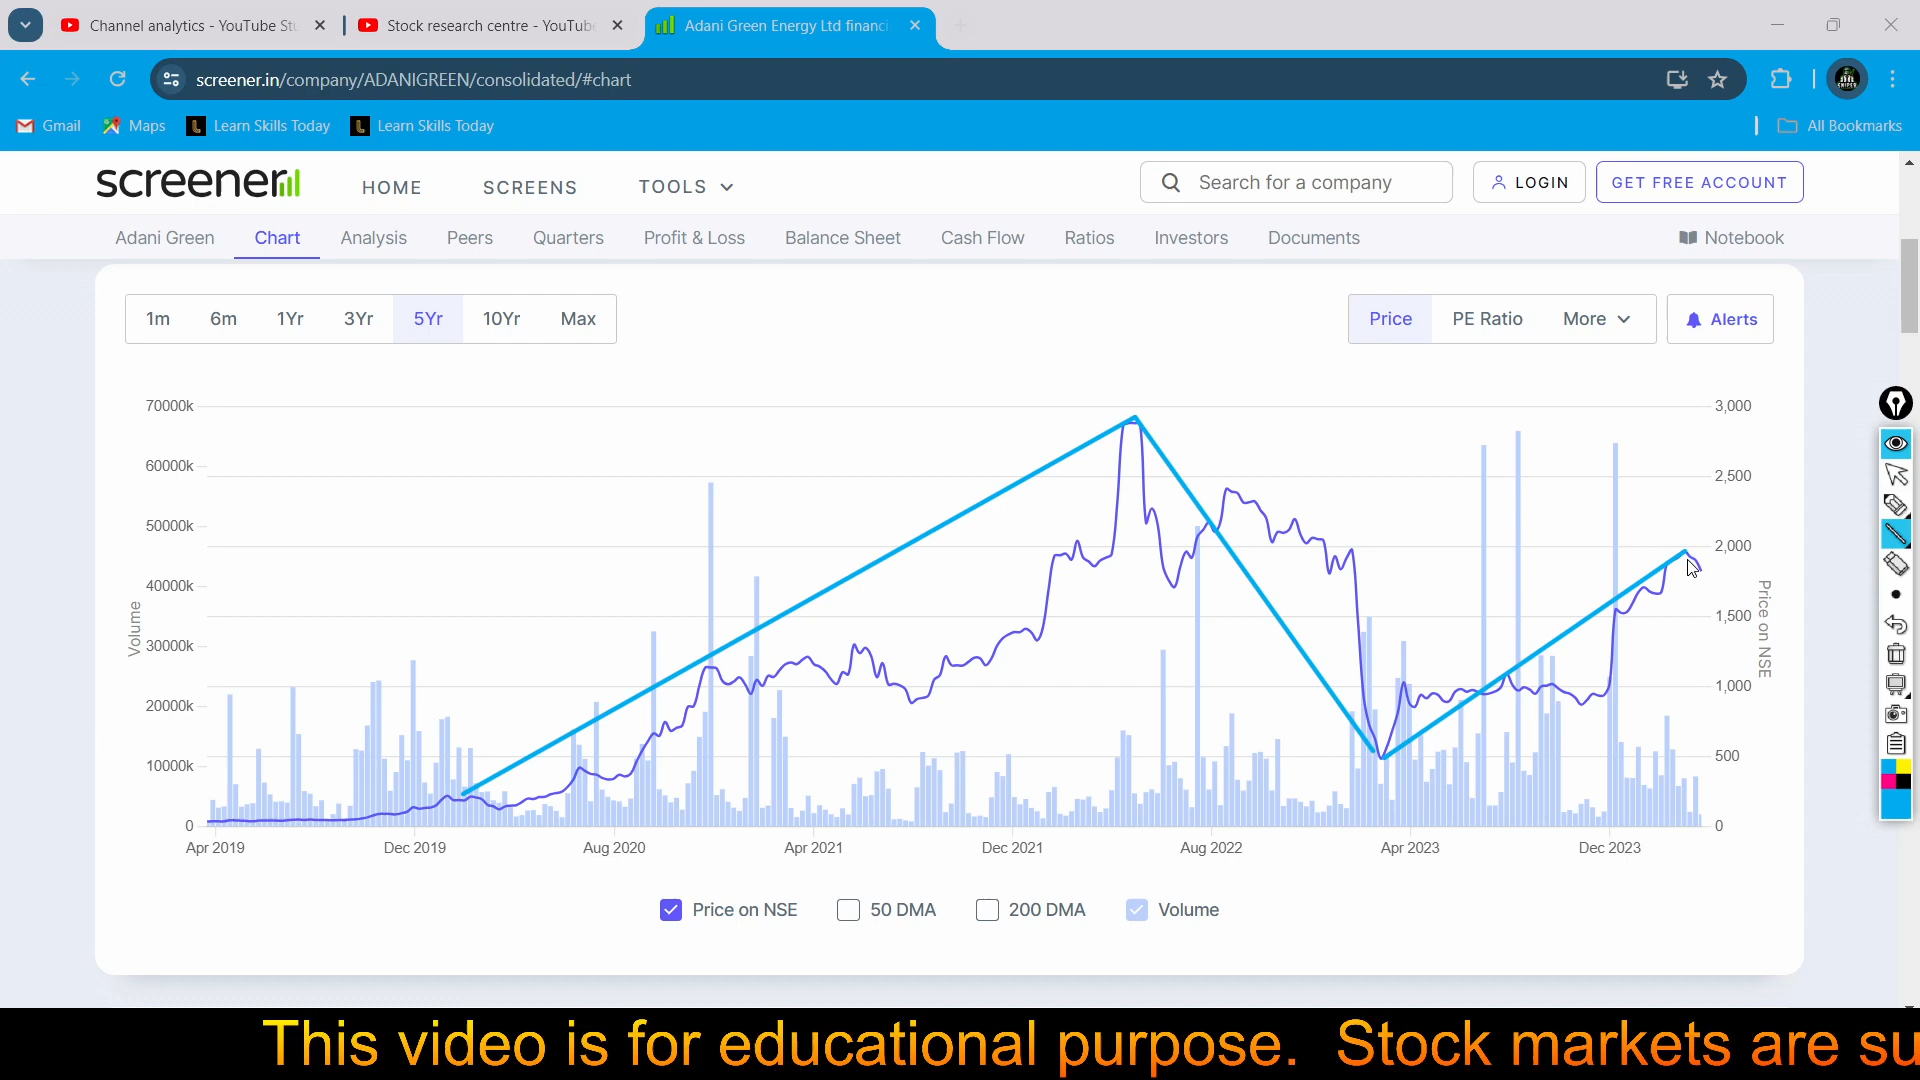 Channel analytics - YouTube Stu
Stock research centre - YouTube
Adani Green Energy Ltd financi
screener.in/company/ADANIGREEN/consolidated/#chart
Gmail Maps Learn Skills Today Learn Skills Today All Bookmarks
screener HOME SCREENS TOOLS Search for a company LOGIN GET FREE ACCOUNT
Adani Green Chart Analysis Peers Quarters Profit & Loss Balance Sheet Cash Flow Ratios Investors Documents Notebook
1m 6m 1Yr 3Yr 5Yr 10Yr Max Price PE Ratio More Alerts
70000k 3,000
60000k 2,500
50000k 2,000
40000k 1,500
30000k 1,000
20000k 500
10000k 0
0
Volume
Price on NSE
Apr 2019 Dec 2019 Aug 2020 Apr 2021 Dec 2021 Aug 2022 Apr 2023 Dec 2023
Price on NSE 50 DMA 200 DMA Volume
This video is for educational purpose. Stock markets are su